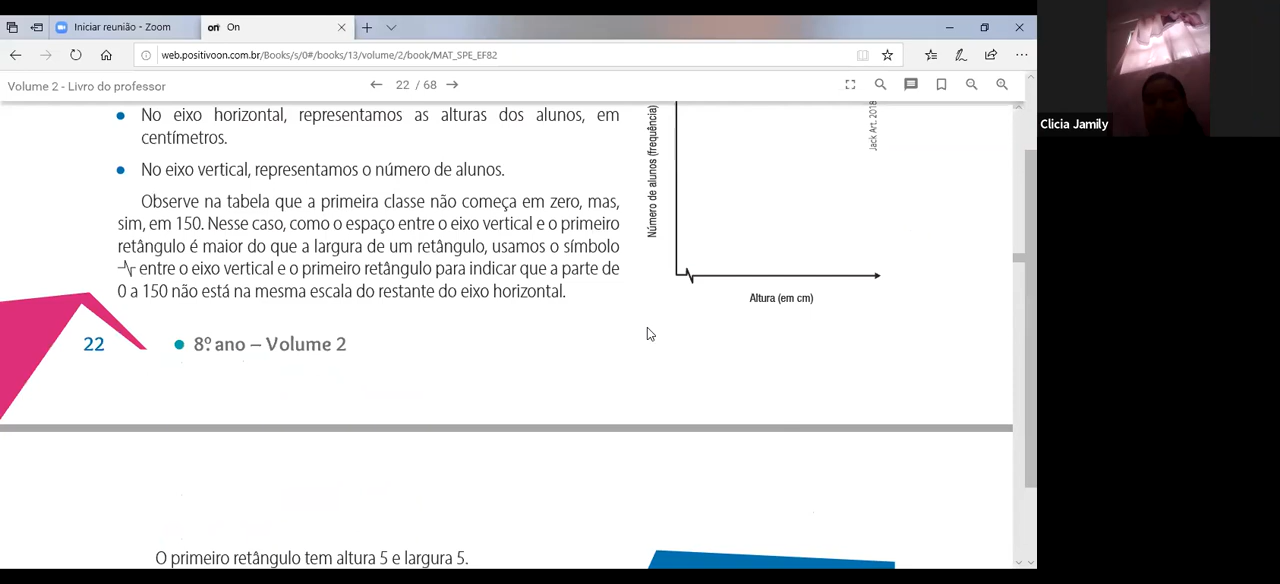 Iniciar reunião - Zoom
On
web.positivoon.com.br/Books/s/0#/books/13/volume/2/book/MAT_SPE_EF82
Volume 2 - Livro do professor
22 / 68
Clicia Jamily
• No eixo horizontal, representamos as alturas dos alunos, em
centímetros.
• No eixo vertical, representamos o número de alunos.
Observe na tabela que a primeira classe não começa em zero, mas,
sim, em 150. Nesse caso, como o espaço entre o eixo vertical e o primeiro
retângulo é maior do que a largura de um retângulo, usamos o símbolo
entre o eixo vertical e o primeiro retângulo para indicar que a parte de
0 a 150 não está na mesma escala do restante do eixo horizontal.
Número de alunos (frequência)
Jack Art. 2018
Altura (em cm)
22
• 8º. ano – Volume 2
O primeiro retângulo tem altura 5 e largura 5.